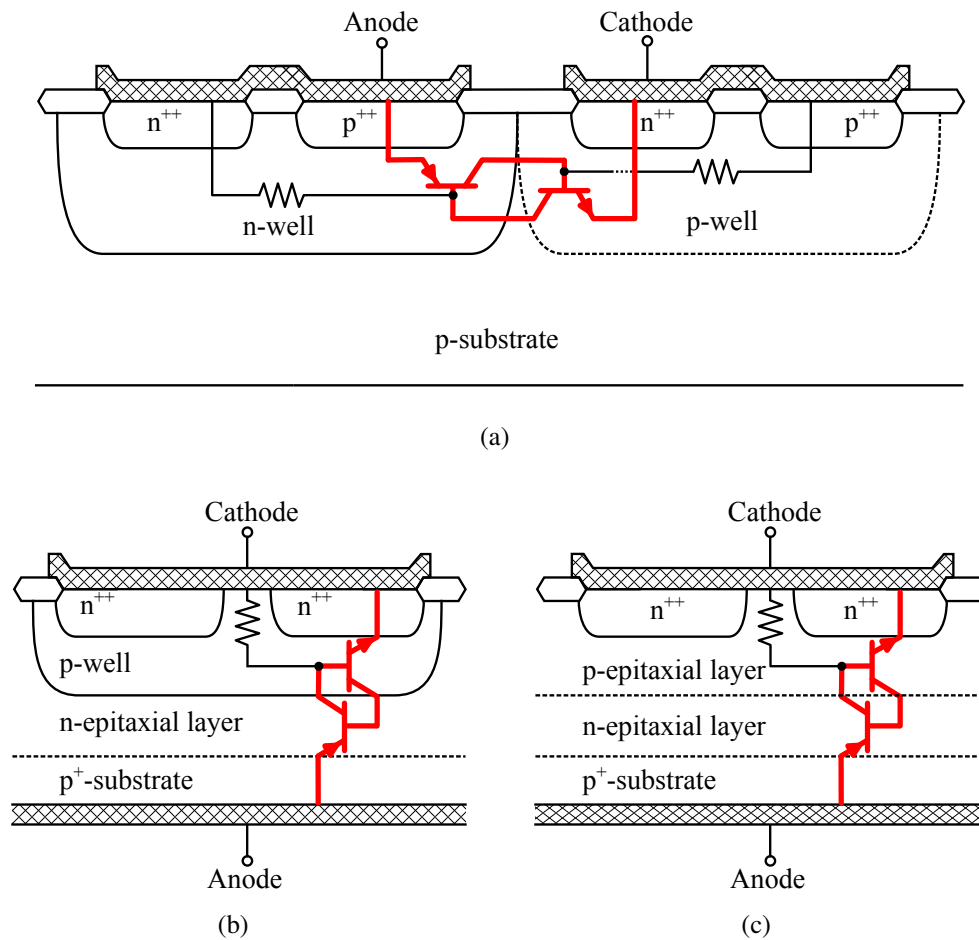 Anode Cathode
n++ p++ n++ p++
n-well p-well
p-substrate
(a)
Cathode Cathode
n++ n++ n++ n++
p-well p-epitaxial layer
n-epitaxial layer n-epitaxial layer
p+-substrate p+-substrate
Anode Anode
(b) (c)